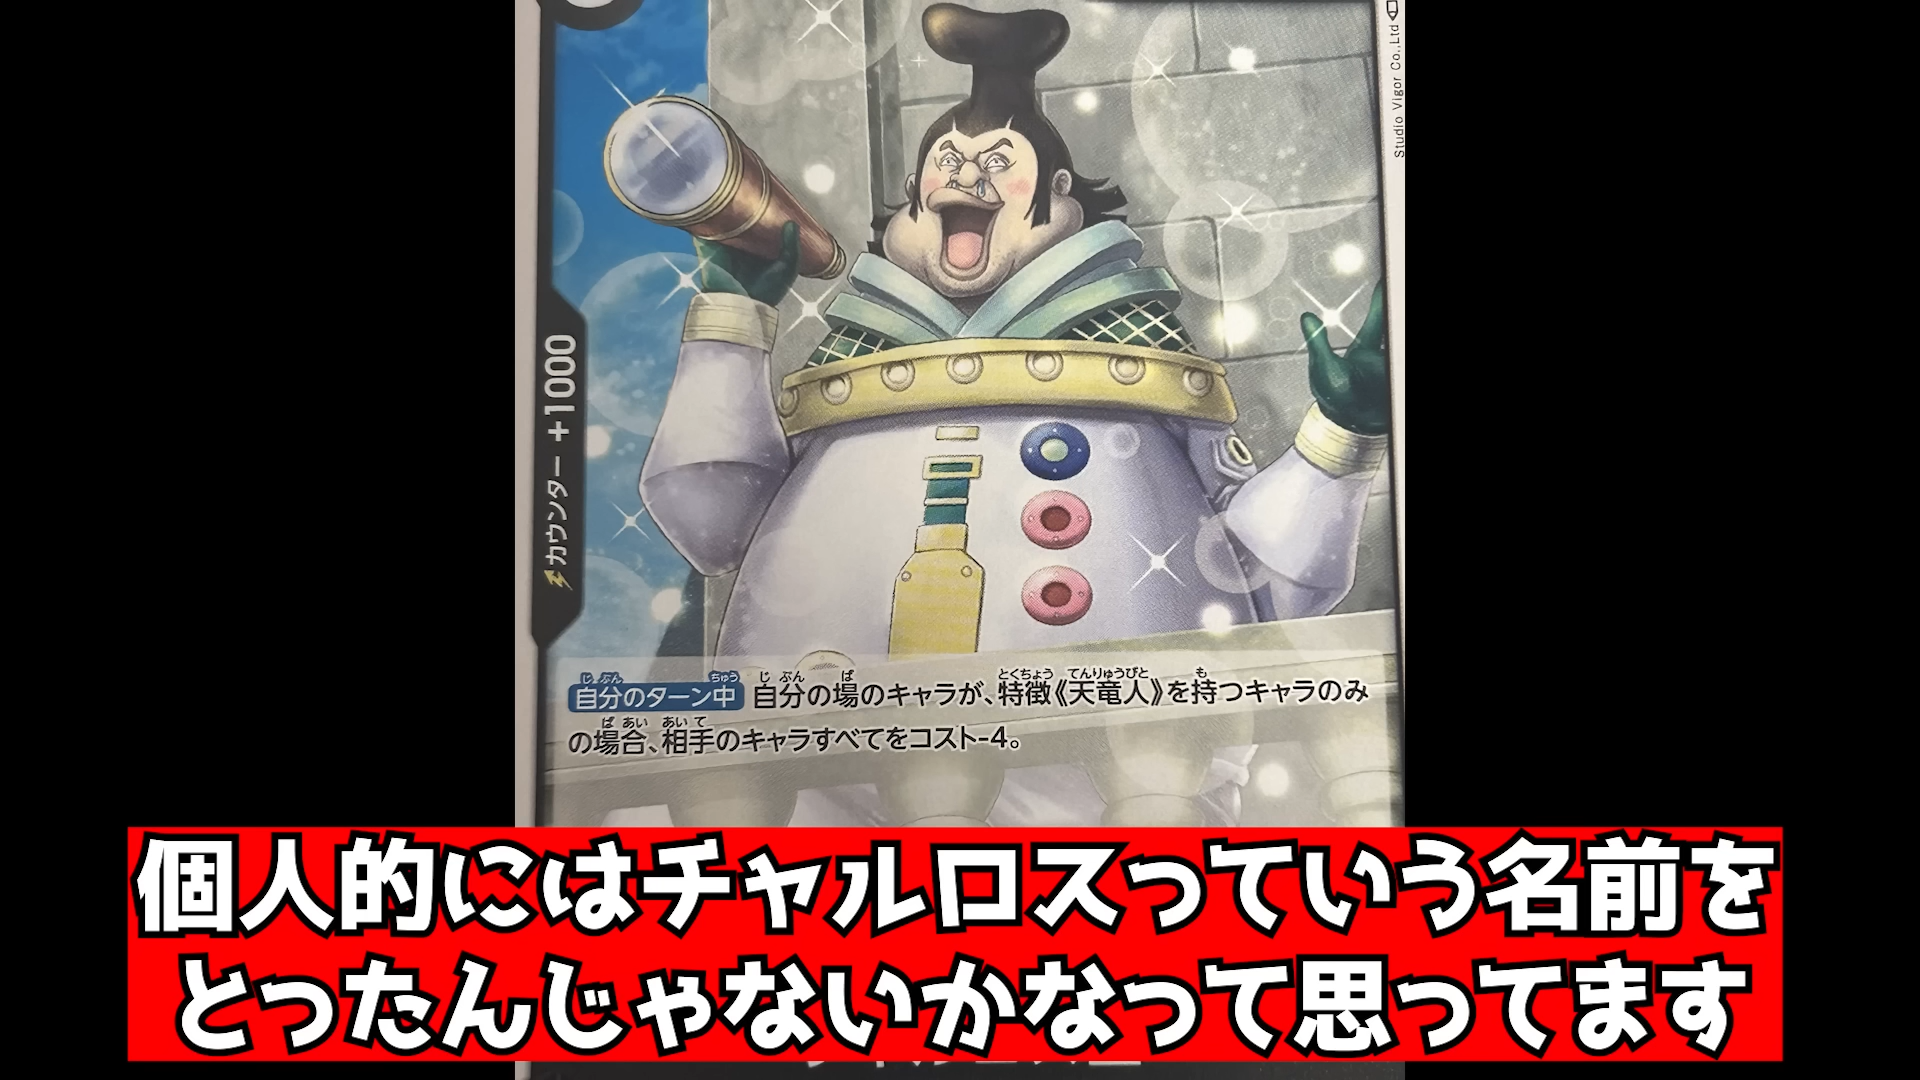 Studio Vigor Co.,Ltd
カウンター +1000
自分のターン中 自分の場のキャラが、特徴《天竜人》を持つキャラのみ
の場合、相手のキャラすべてをコスト-4。
個人的にはチャルロスっていう名前を
とったんじゃないかなって思ってます